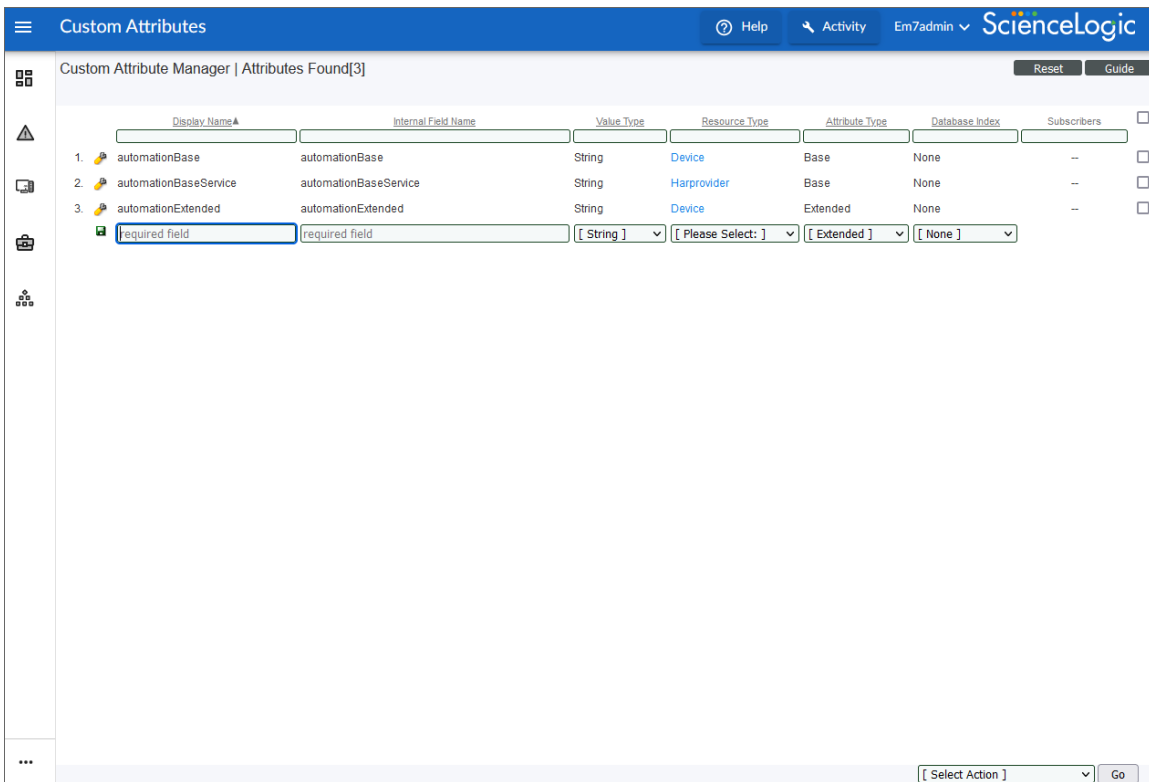 Custom Attributes Help Activity Em7admin ScienceLogic
Custom Attribute Manager | Attributes Found[3] Reset Guide
Display Name Internal Field Name Value Type Resource Type Attribute Type Database Index Subscribers
1. automationBase automationBase String Device Base None --
2. automationBaseService automationBaseService String Harprovider Base None --
3. automationExtended automationExtended String Device Extended None --
required field required field [ String ] [ Please Select: ] [ Extended ] [ None ]
[ Select Action ] Go